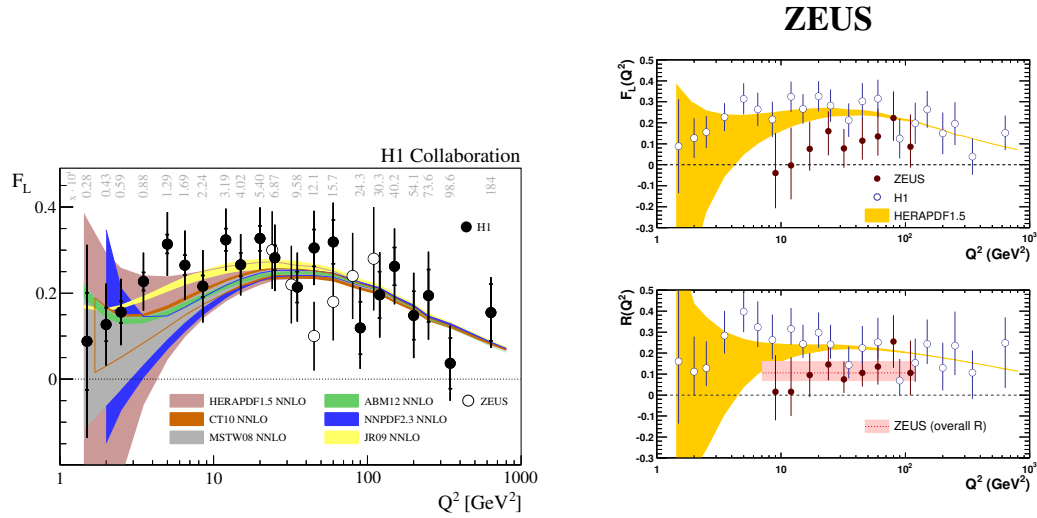 H1 Collaboration
F_L
x · 10⁴
0.28
0.43
0.59
0.88
1.29
1.69
2.24
3.19
4.02
5.40
6.87
9.58
12.1
15.7
24.3
30.3
40.2
54.1
73.6
98.6
184
0.4
0.2
0
H1
ZEUS
HERAPDF1.5 NNLO
CT10 NNLO
MSTW08 NNLO
ABM12 NNLO
NNPDF2.3 NNLO
JR09 NNLO
1 10 100 1000
Q² [GeV²]
ZEUS
F_L(Q²)
0.5
0.4
0.3
0.2
0.1
0
-0.1
-0.2
-0.3
ZEUS
H1
HERAPDF1.5
1 10 10² 10³
Q² (GeV²)
R(Q²)
0.5
0.4
0.3
0.2
0.1
0
-0.1
-0.2
-0.3
ZEUS (overall R)
1 10 10² 10³
Q² (GeV²)